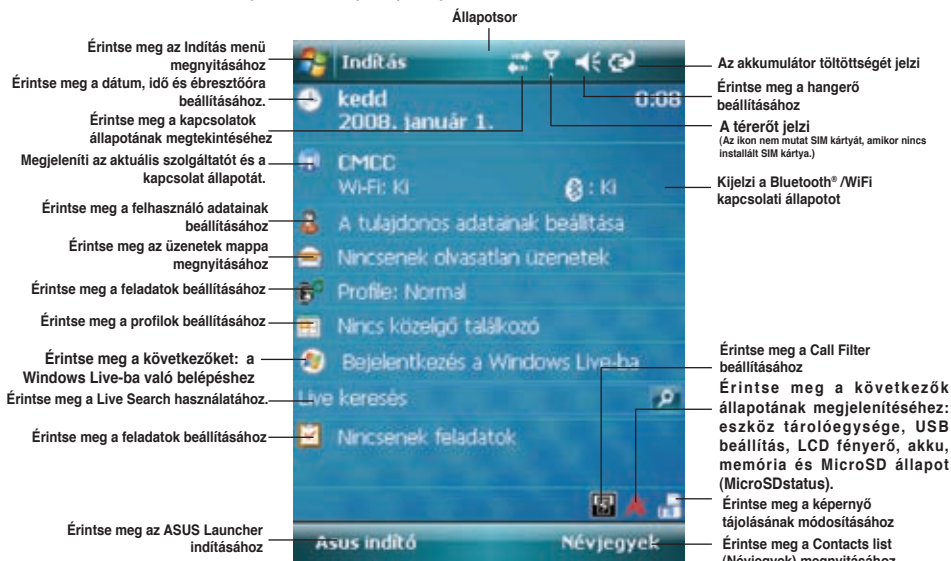 Állapotsor
Érintse meg az Indítás menü
megnyitásához
Érintse meg a dátum, idő és ébresztőóra
beállításához.
Érintse meg a kapcsolatok
állapotának megtekintéséhez
Megjeleníti az aktuális szolgáltatót és a
kapcsolat állapotát.
Érintse meg a felhasználó adatainak
beállításához
Érintse meg az üzenetek mappa
megnyitásához
Érintse meg a feladatok beállításához
Érintse meg a profilok beállításához
Érintse meg a következőket: a
Windows Live-ba való belépéshez
Érintse meg a Live Search használatához.
Érintse meg a feladatok beállításához
Érintse meg az ASUS Launcher
indításához
Indítás
kedd 0:08
2008. január 1.
CMCC
Wi-Fi: Ki : Ki
A tulajdonos adatainak beállítása
Nincsenek olvasatlan üzenetek
Profile: Normal
Nincs közelgő találkozó
Bejelentkezés a Windows Live-ba
Live keresés
Nincsenek feladatok
Asus indító Névjegyek
Az akkumulátor töltöttségét jelzi
Érintse meg a hangerő
beállításához
A térerőt jelzi
(Az ikon nem mutat SIM kártyát, amikor nincs
installált SIM kártya.)
Kijelzi a Bluetooth® /WiFi
kapcsolati állapotot
Érintse meg a Call Filter
beállításához
Érintse meg a következők
állapotának megjelenítéséhez:
eszköz tárolóegysége, USB
beállítás, LCD fényerő, akku,
memória és MicroSD állapot
(MicroSDstatus).
Érintse meg a képernyő
tájolásának módosításához
Érintse meg a Contacts list
(Névjegyek) megnyitásához